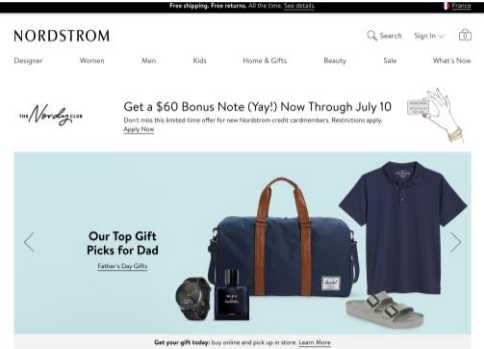 Free shipping. Free returns. All the time. See details.
France
NORDSTROM
Search
Sign In
0
Designer
Women
Men
Kids
Home & Gifts
Beauty
Sale
What's Now
THE Nordy CLUB
Get a $60 Bonus Note (Yay!) Now Through July 10
Don't miss this limited-time offer for new Nordstrom credit cardmembers. Restrictions apply.
Apply Now
Our Top Gift
Picks for Dad
Father's Day Gifts
BLEU
CHANEL
Get your gift today: buy online and pick up in store. Learn More